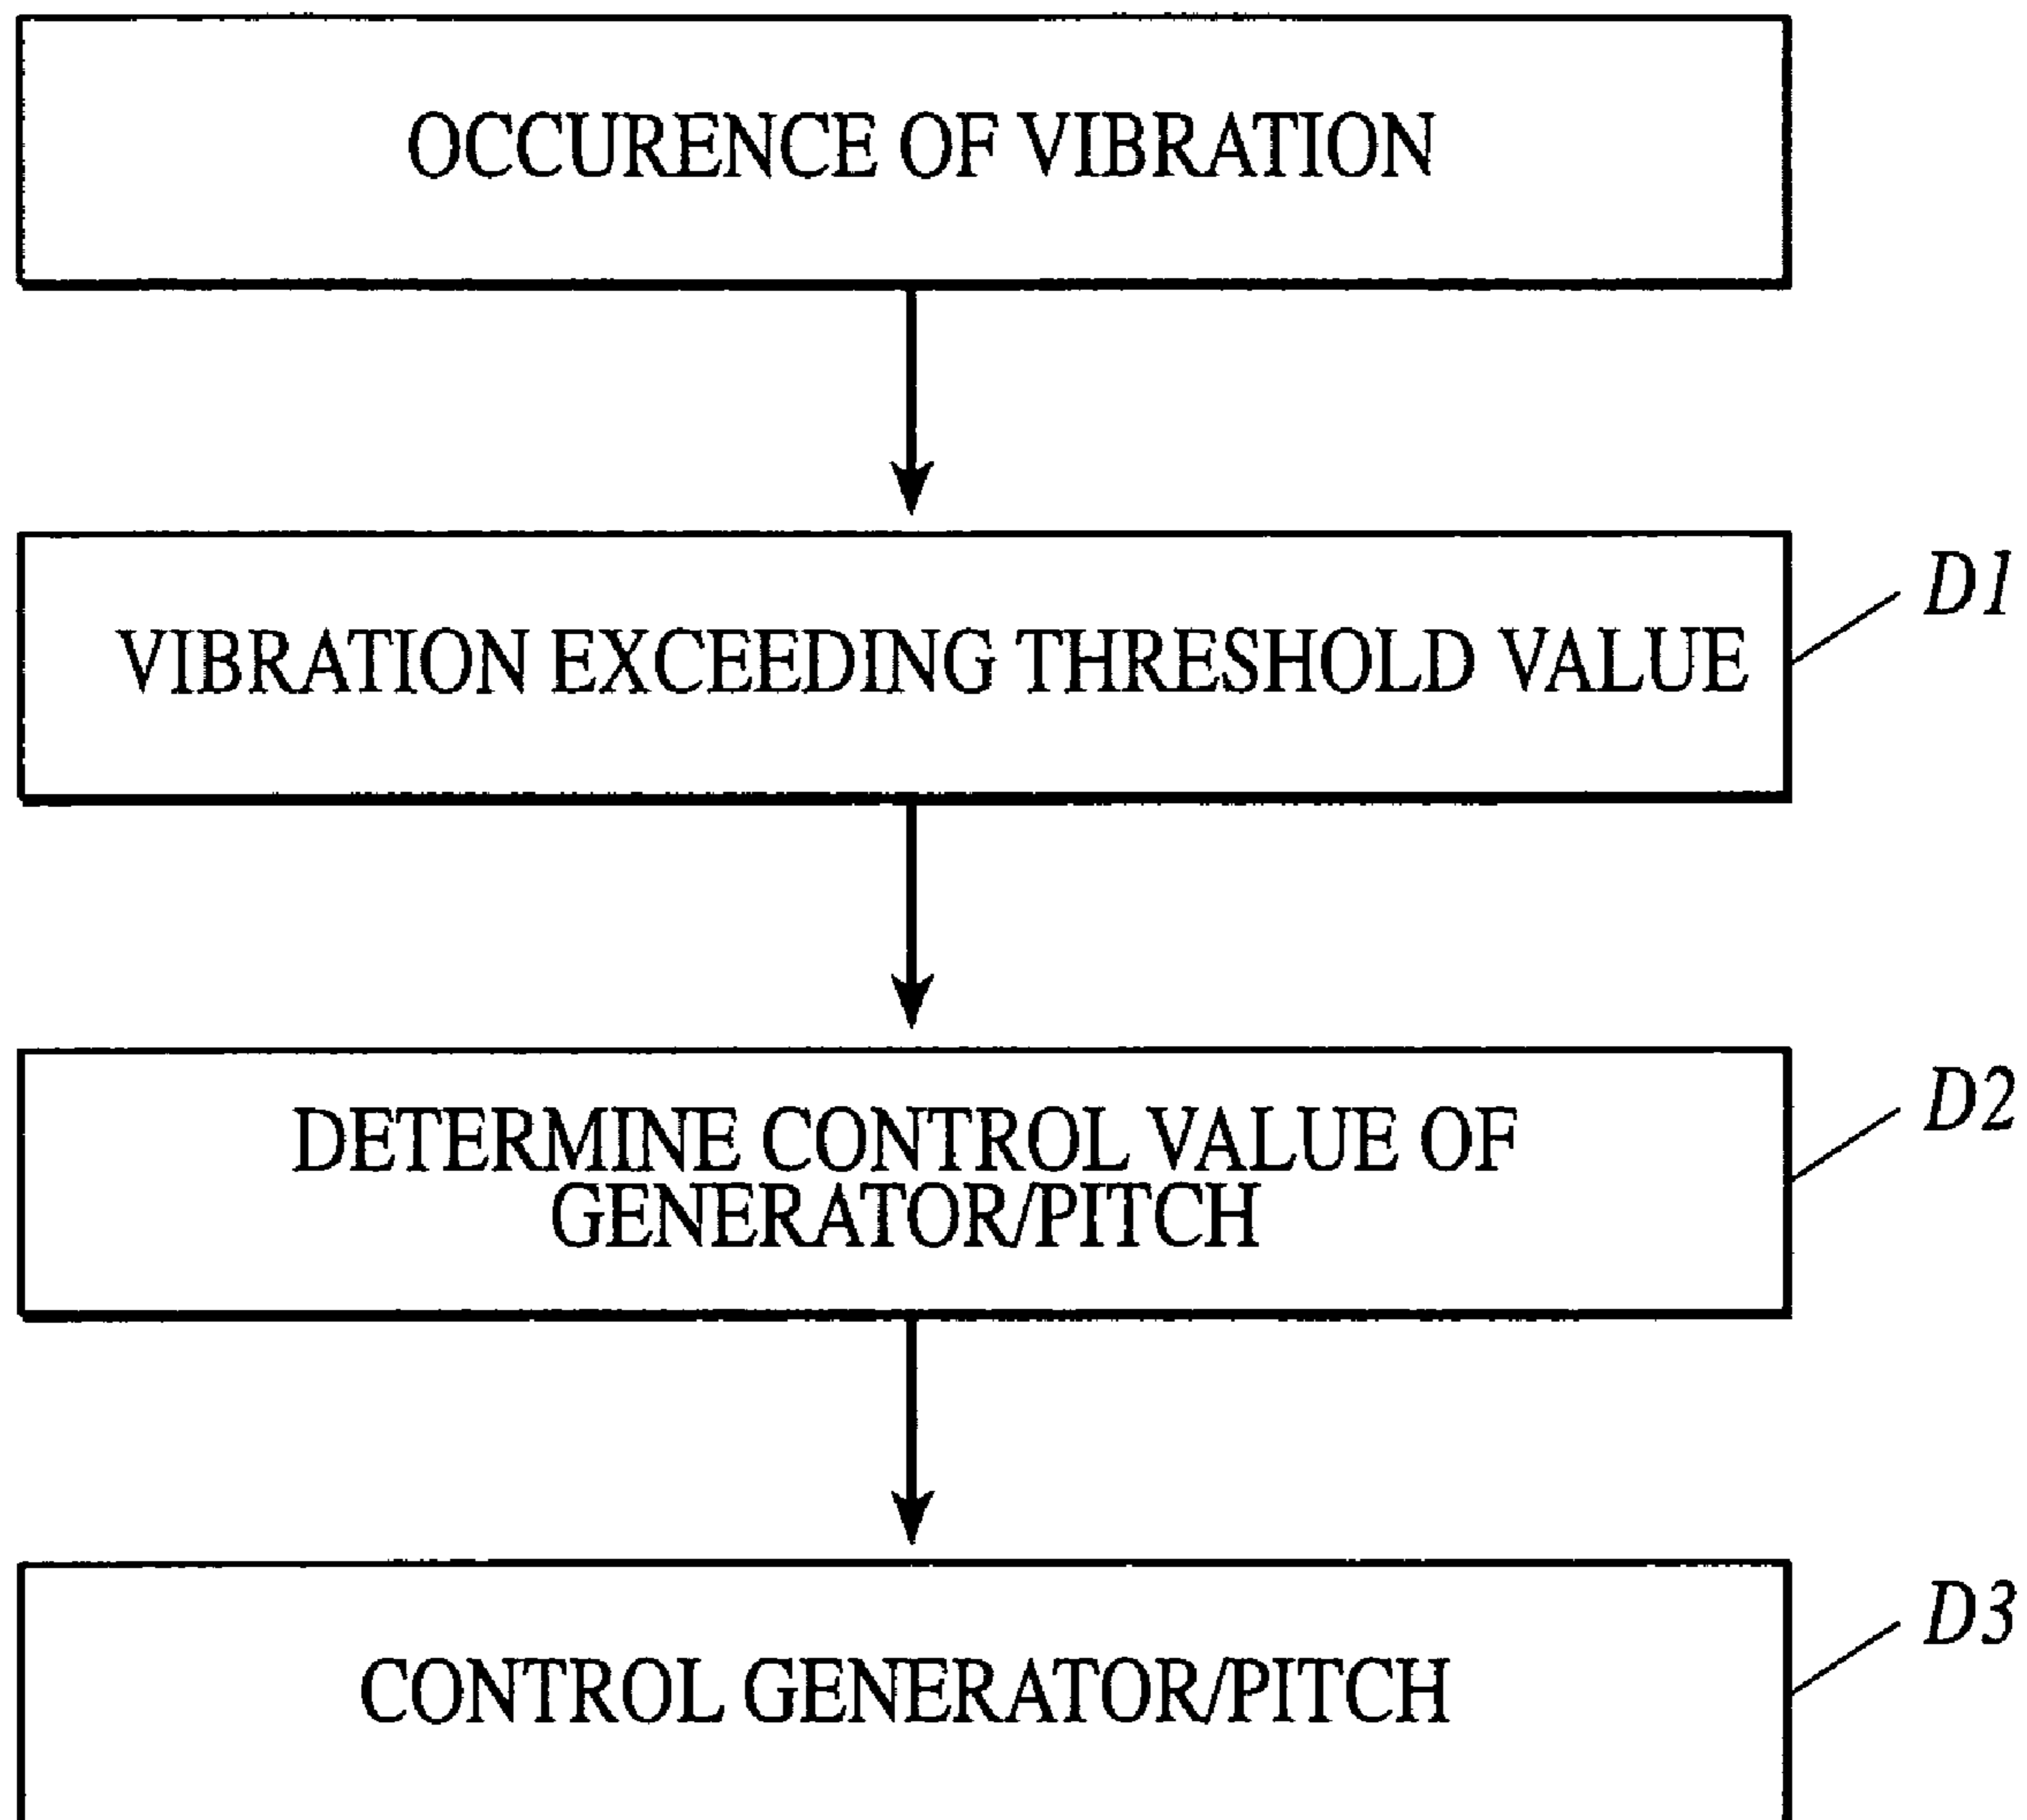 OCCURENCE OF VIBRATION
VIBRATION EXCEEDING THRESHOLD VALUE
D1
DETERMINE CONTROL VALUE OF
GENERATOR/PITCH
D2
CONTROL GENERATOR/PITCH
D3